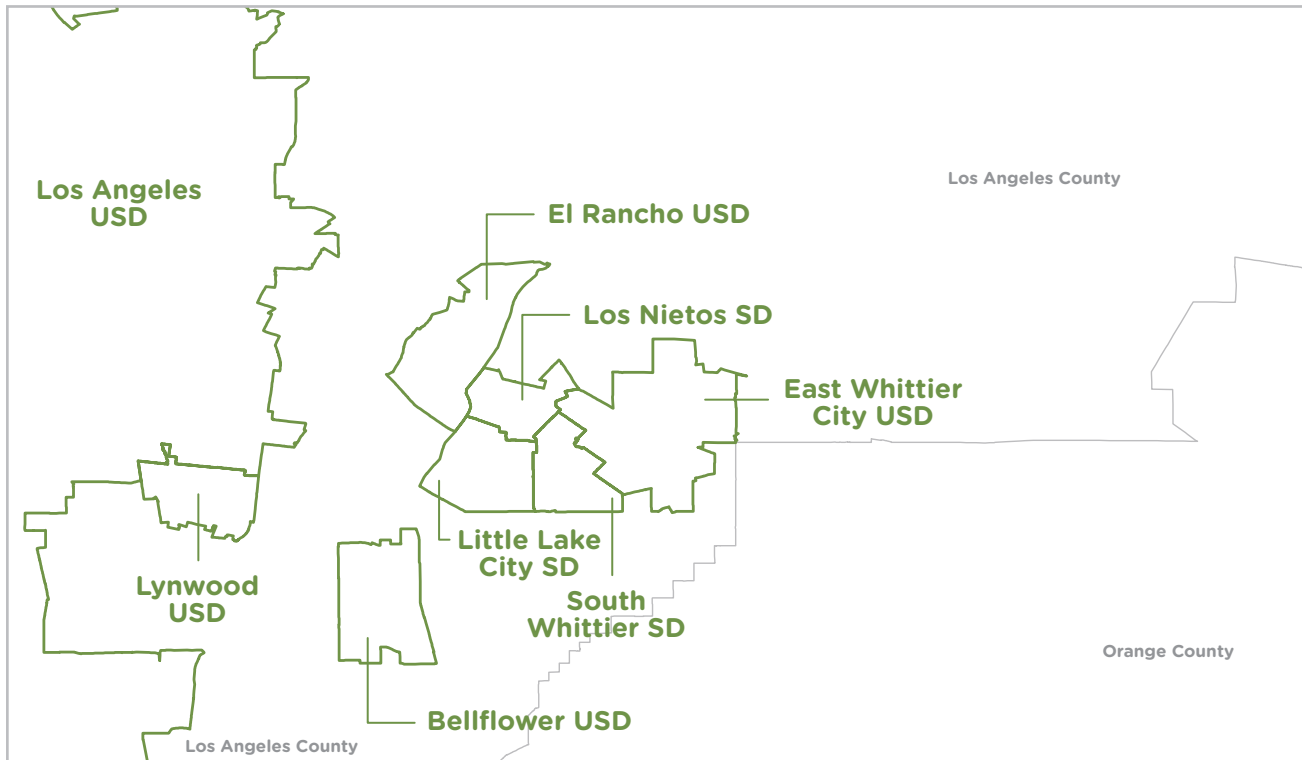 Los Angeles County
Los Angeles
USD
El Rancho USD
Los Nietos SD
East Whittier
City USD
Little Lake
City SD
Lynwood
USD
South
Whittier SD
Orange County
Bellflower USD
Los Angeles County